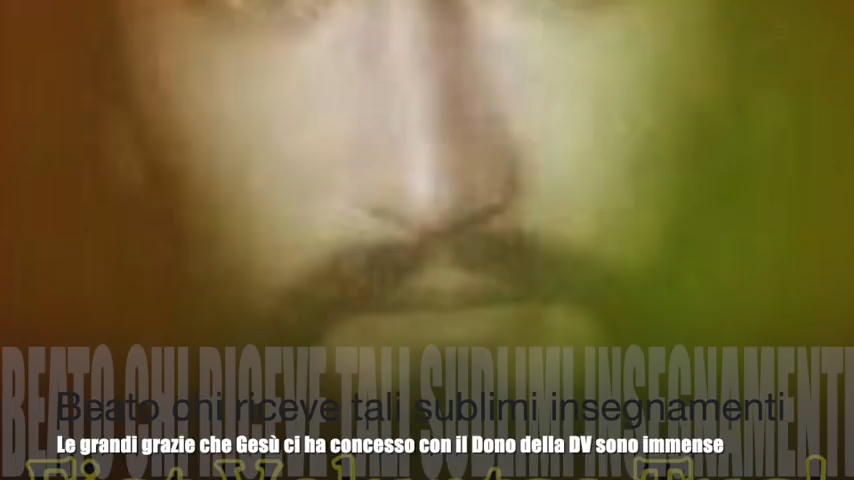 BEATO CHI RICEVE TALI SUBLIMI INSEGNAMENTI
Beato chi riceve tali sublimi insegnamenti
Le grandi grazie che Gesù ci ha concesso con il Dono della DV sono immense